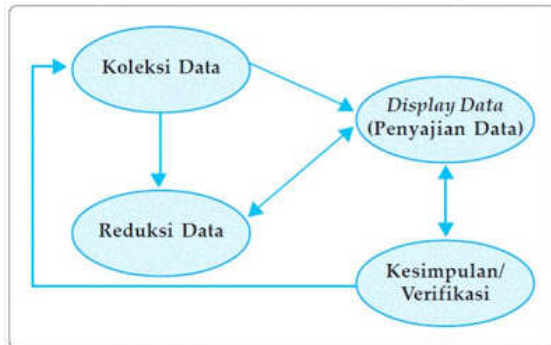 Koleksi Data
Display Data
(Penyajian Data)
Reduksi Data
Kesimpulan/
Verifikasi